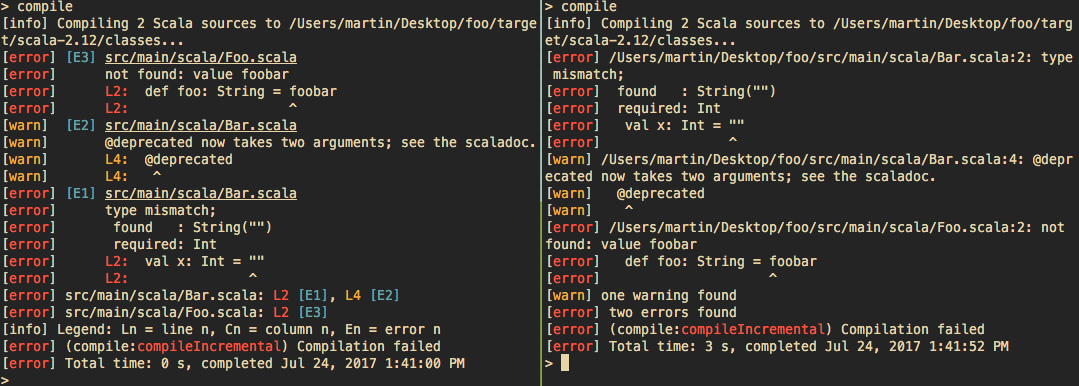 > compile
[info] Compiling 2 Scala sources to /Users/martin/Desktop/foo/targe
t/scala-2.12/classes...
[error] [E3] src/main/scala/Foo.scala
[error]      not found: value foobar
[error]      L2:  def foo: String = foobar
[error]      L2:                    ^
[warn]  [E2] src/main/scala/Bar.scala
[warn]       @deprecated now takes two arguments; see the scaladoc.
[warn]       L4:  @deprecated
[warn]       L4:   ^
[error] [E1] src/main/scala/Bar.scala
[error]      type mismatch;
[error]       found   : String("")
[error]       required: Int
[error]      L2:  val x: Int = ""
[error]      L2:               ^
[error] src/main/scala/Bar.scala: L2 [E1], L4 [E2]
[error] src/main/scala/Foo.scala: L2 [E3]
[info] Legend: Ln = line n, Cn = column n, En = error n
[error] (compile:compileIncremental) Compilation failed
[error] Total time: 0 s, completed Jul 24, 2017 1:41:00 PM
>
> compile
[info] Compiling 2 Scala sources to /Users/martin/Desktop/foo/targ
et/scala-2.12/classes...
[error] /Users/martin/Desktop/foo/src/main/scala/Bar.scala:2: type
 mismatch;
[error]  found   : String("")
[error]  required: Int
[error]   val x: Int = ""
[error]                ^
[warn] /Users/martin/Desktop/foo/src/main/scala/Bar.scala:4: @depr
ecated now takes two arguments; see the scaladoc.
[warn]   @deprecated
[warn]    ^
[error] /Users/martin/Desktop/foo/src/main/scala/Foo.scala:2: not 
found: value foobar
[error]   def foo: String = foobar
[error]                     ^
[warn] one warning found
[error] two errors found
[error] (compile:compileIncremental) Compilation failed
[error] Total time: 3 s, completed Jul 24, 2017 1:41:52 PM
>